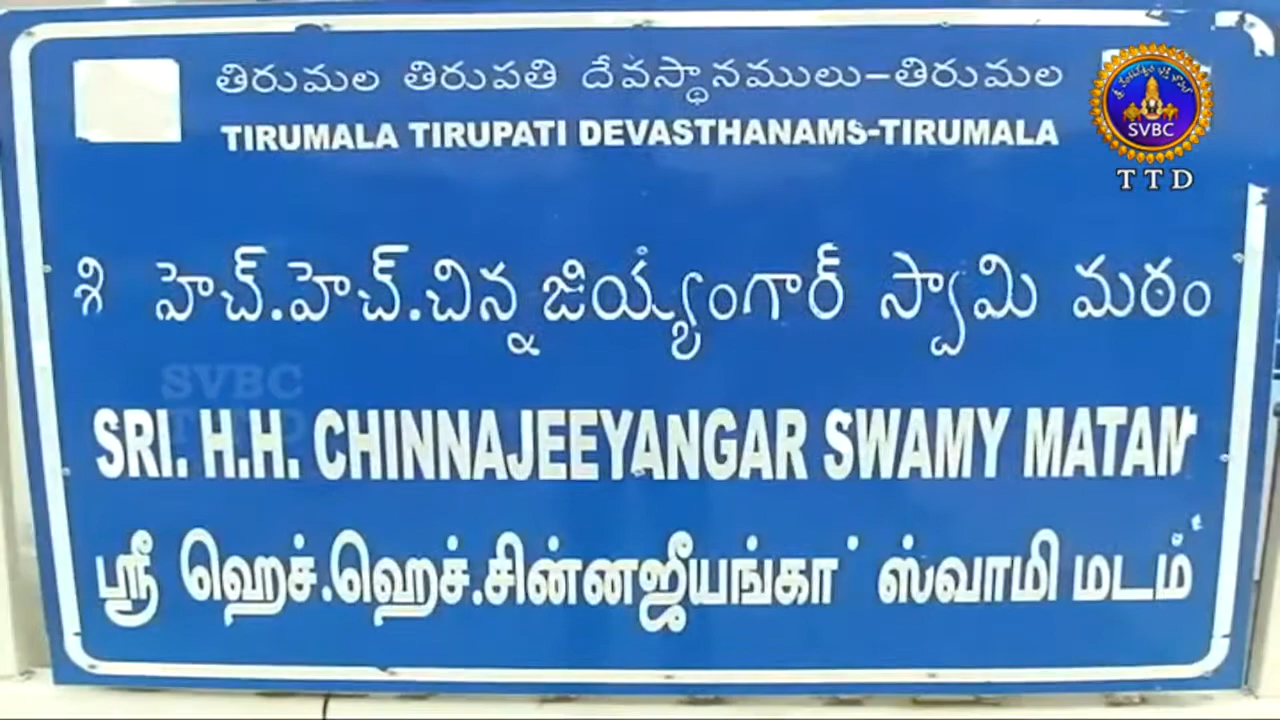 తిరుమల తిరుపతి దేవస్థానములు-తిరుమల
TIRUMALA TIRUPATI DEVASTHANAMS-TIRUMALA
SVBC
TTD
హెచ్.హెచ్.చిన్న జియ్యంగార్ స్వామి మఠం
SVBC
TTD
SRI. H.H. CHINNAJEEYANGAR SWAMY MATAM
ஸ்ரீ ஹெச்.ஹெச்.சின்னஜீயங்கார் ஸ்வாமி மடம்